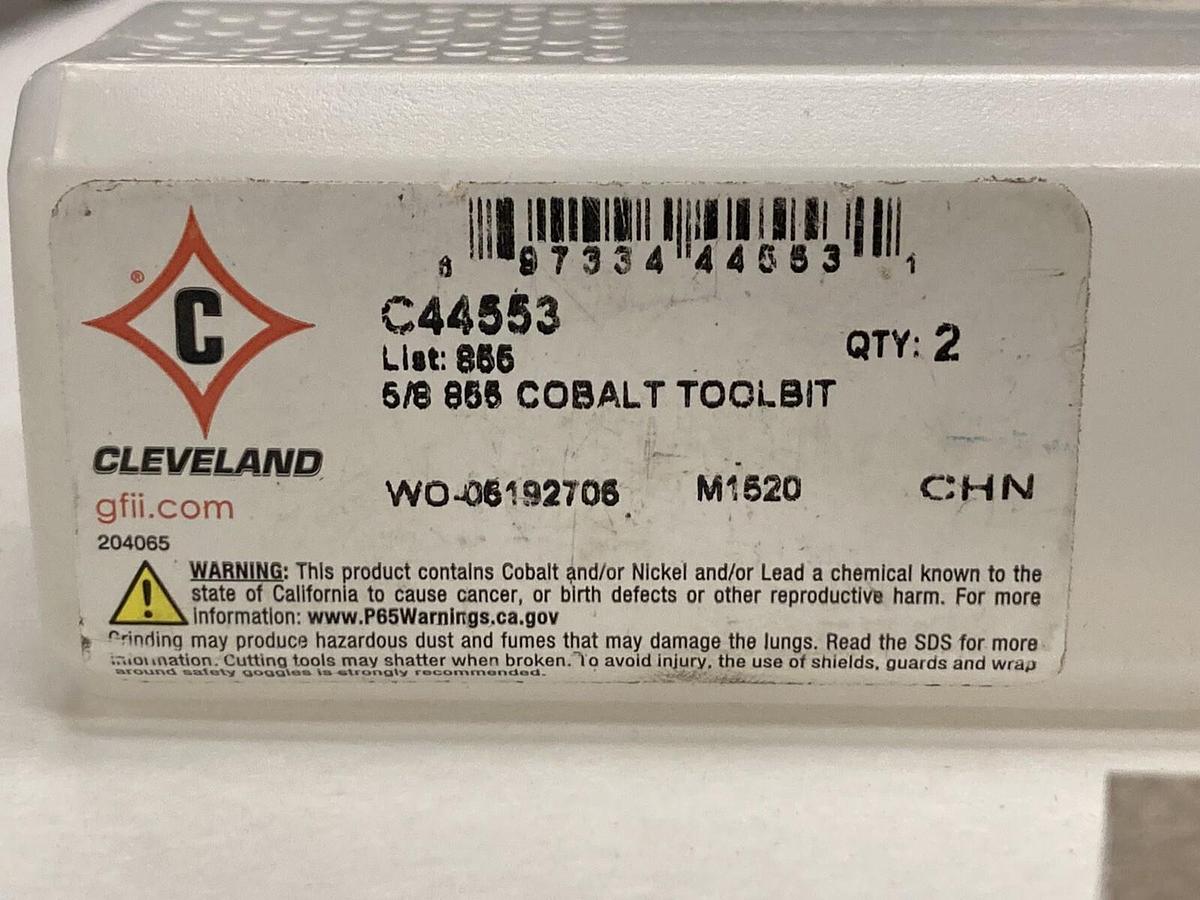 6 97334 44553 1
C44553
List: 855
QTY: 2
5/8 855 COBALT TOOLBIT
®
C
CLEVELAND
gfii.com
204065
WO-06192706 M1520 CHN
WARNING: This product contains Cobalt and/or Nickel and/or Lead a chemical known to the
state of California to cause cancer, or birth defects or other reproductive harm. For more
information: www.P65Warnings.ca.gov
Grinding may produce hazardous dust and fumes that may damage the lungs. Read the SDS for more
information. Cutting tools may shatter when broken. To avoid injury, the use of shields, guards and wrap
around safety goggles is strongly recommended.